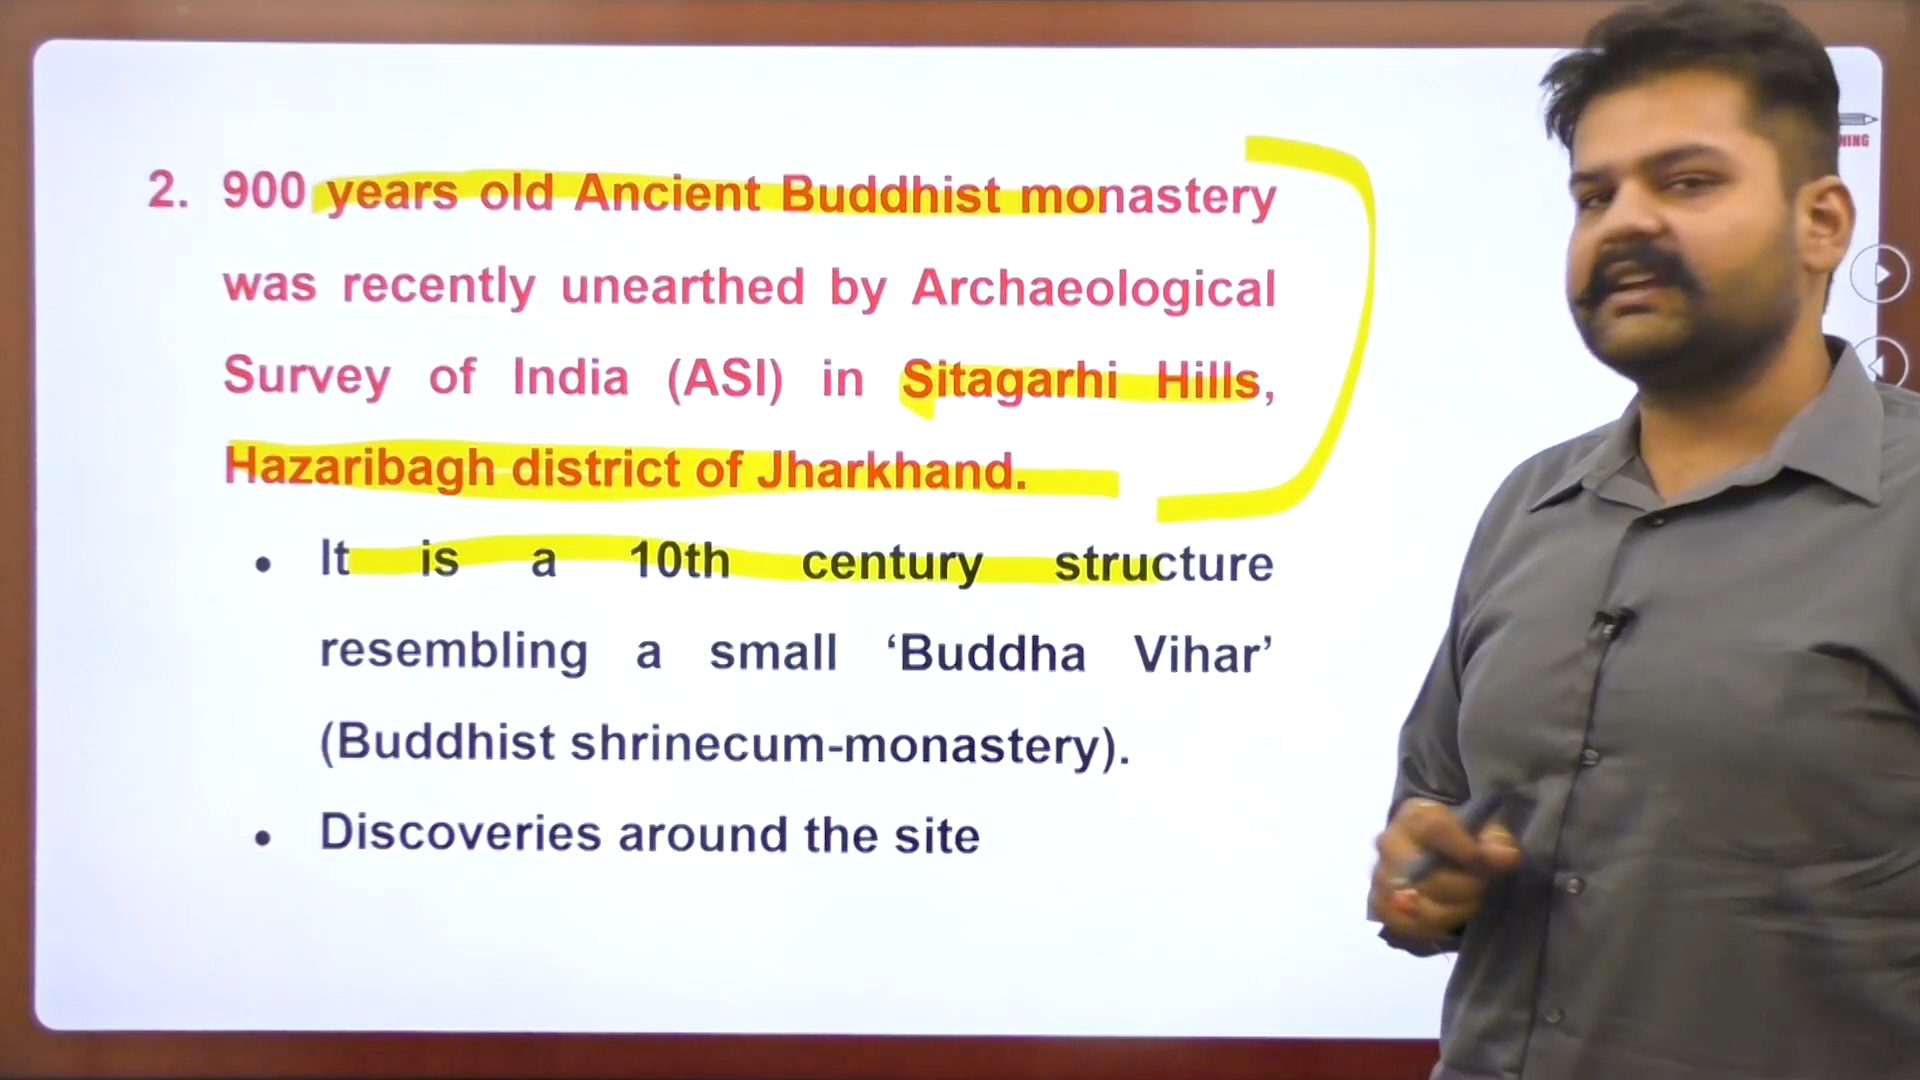 2. 900 years old Ancient Buddhist monastery
was recently unearthed by Archaeological
Survey of India (ASI) in Sitagarhi Hills,
Hazaribagh district of Jharkhand.
• It is a 10th century structure
resembling a small ‘Buddha Vihar’
(Buddhist shrinecum-monastery).
• Discoveries around the site